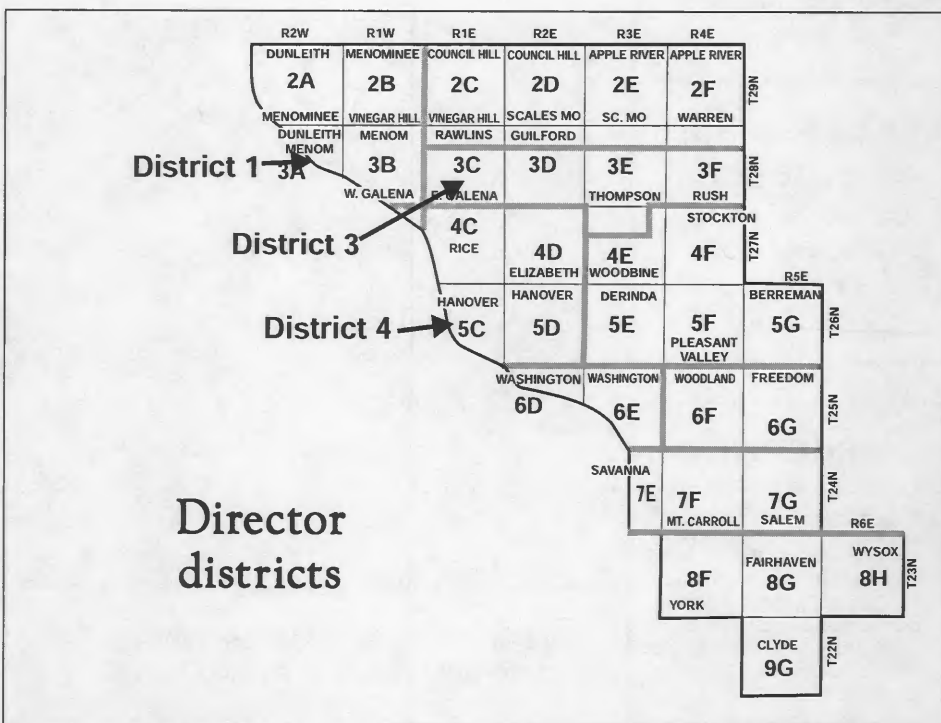 R2W R1W R1E R2E R3E R4E
DUNLEITH MENOMINEE COUNCIL HILL COUNCIL HILL APPLE RIVER APPLE RIVER
2A 2B 2C 2D 2E 2F
T29N
MENOMINEE VINEGAR HILL VINEGAR HILL SCALES MO SC. MO WARREN
DUNLEITH MENOM RAWLINS GUILFORD
MENOM
District 1 3A 3B 3C 3D 3E 3F
T28N
W. GALENA E. GALENA THOMPSON RUSH
STOCKTON
4C
RICE
District 3
4D 4E 4F
T27N
ELIZABETH WOODBINE
R5E
HANOVER HANOVER DERINDA BERREMAN
District 4 5C 5D 5E 5F 5G
T26N
PLEASANT
VALLEY
WASHINGTON WASHINGTON WOODLAND FREEDOM
6D 6E 6F 6G
T25N
SAVANNA
7E 7F 7G
T24N
MT. CARROLL SALEM
R6E
Director
districts
FAIRHAVEN WYSOX
8F 8G 8H
T23N
YORK
CLYDE
9G
T22N